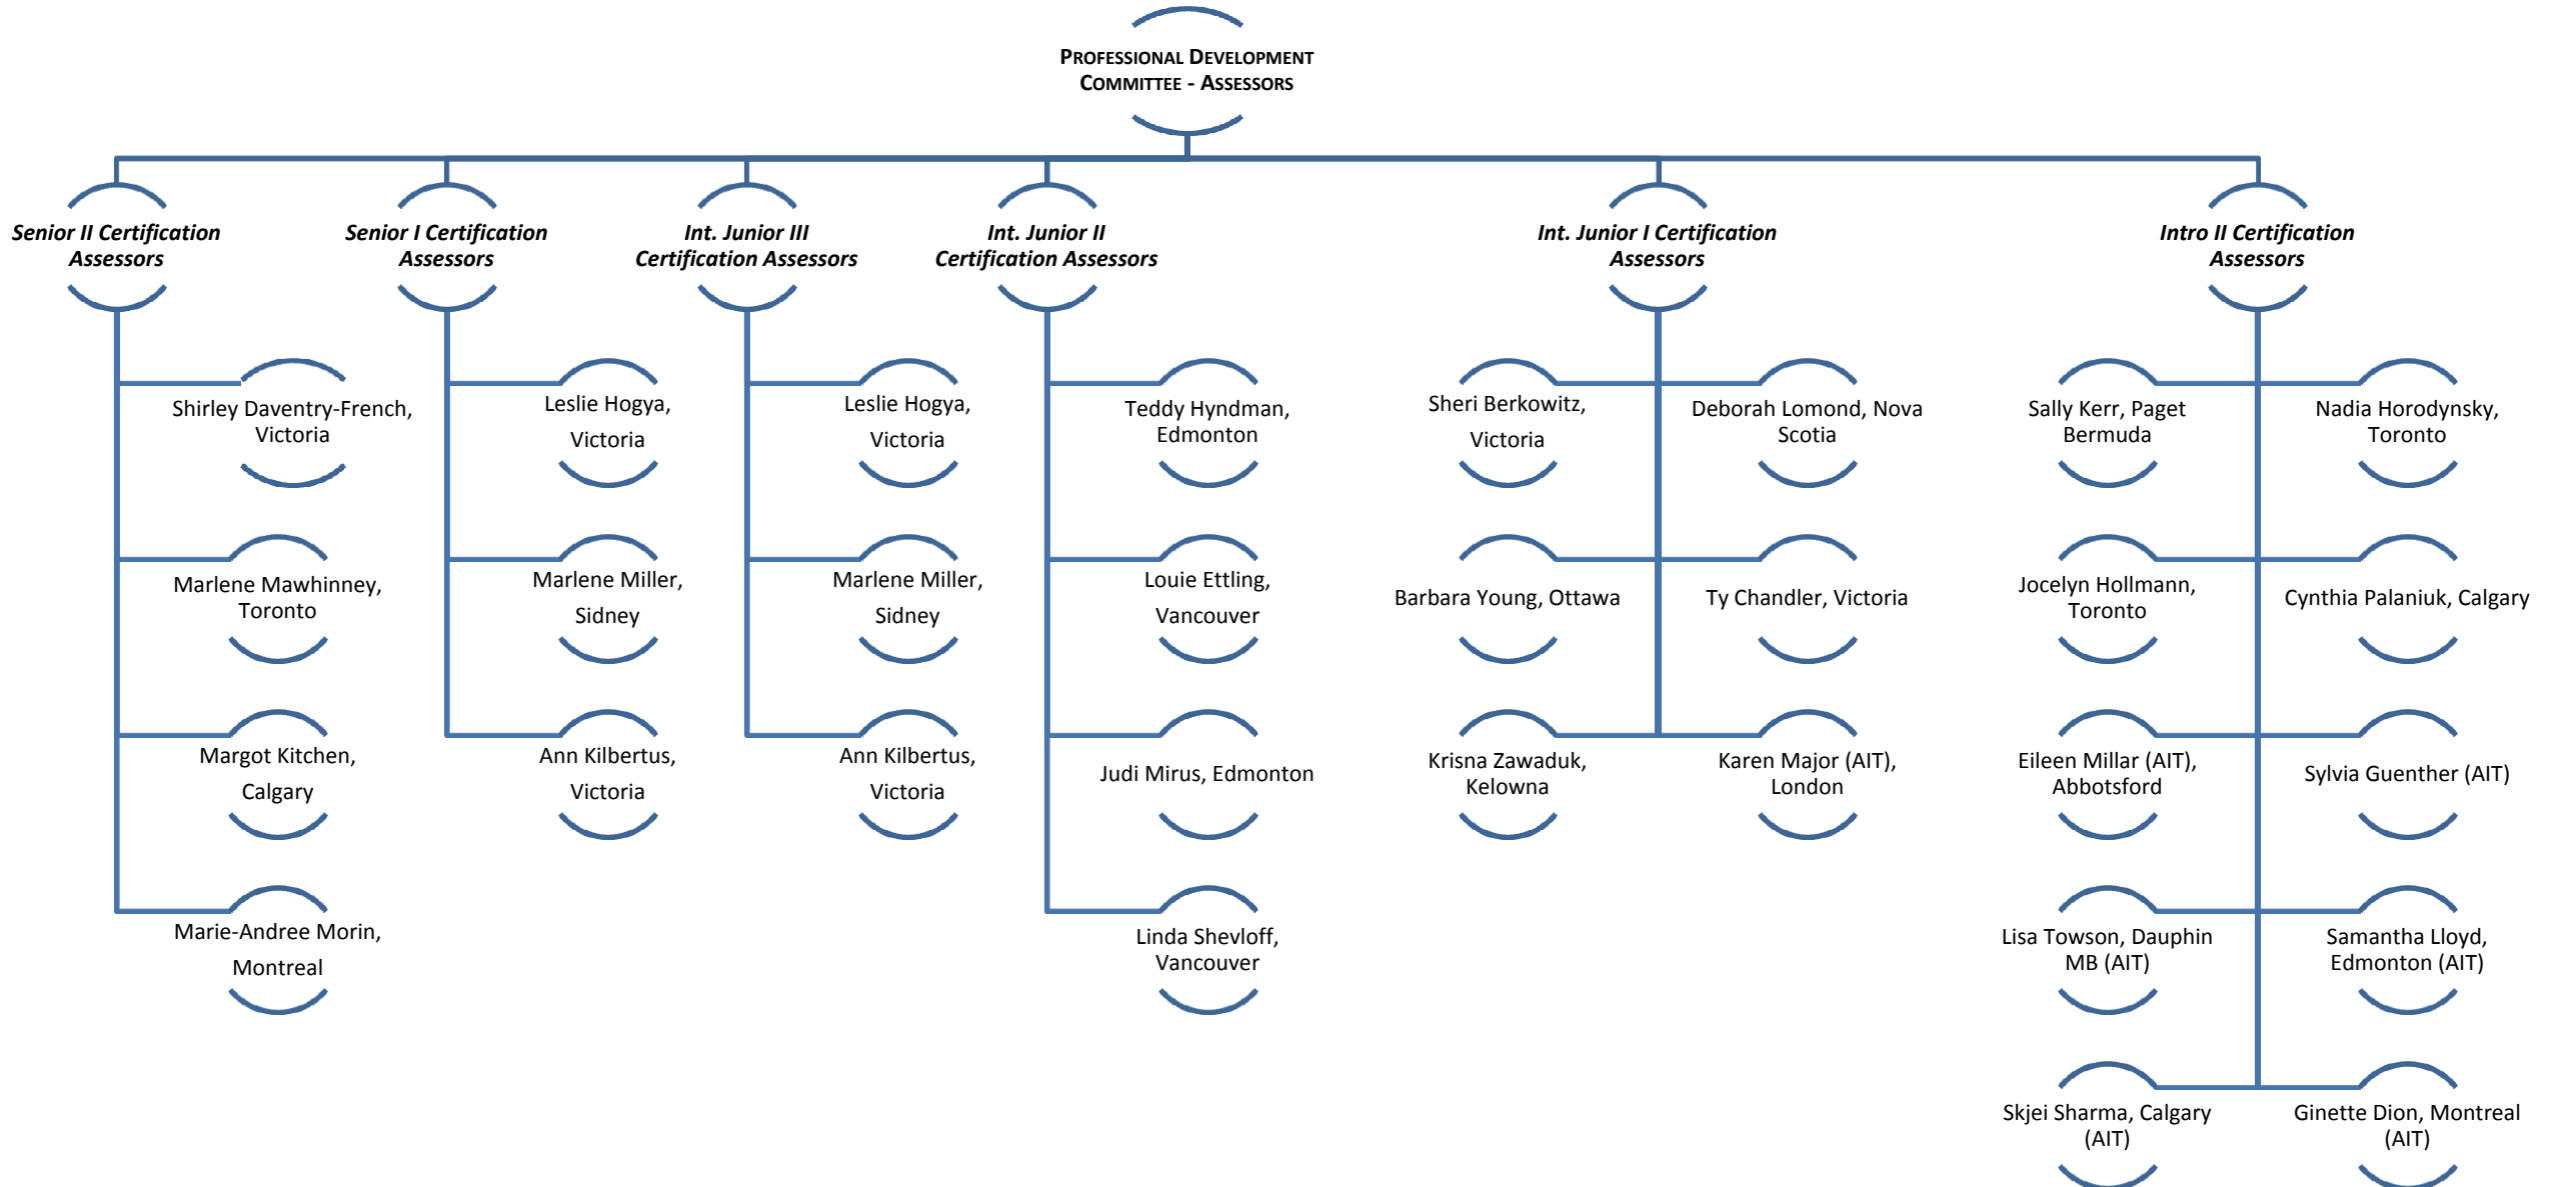 PROFESSIONAL DEVELOPMENT
COMMITTEE - ASSESSORS
Senior II Certification
Assessors
Shirley Daventry-French,
Victoria
Marlene Mawhinney,
Toronto
Margot Kitchen,
Calgary
Marie-Andree Morin,
Montreal
Senior I Certification
Assessors
Leslie Hogya,
Victoria
Marlene Miller,
Sidney
Ann Kilbertus,
Victoria
Int. Junior III
Certification Assessors
Leslie Hogya,
Victoria
Marlene Miller,
Sidney
Ann Kilbertus,
Victoria
Int. Junior II
Certification Assessors
Teddy Hyndman,
Edmonton
Louie Ettling,
Vancouver
Judi Mirus, Edmonton
Linda Shevloff,
Vancouver
Int. Junior I Certification
Assessors
Sheri Berkowitz,
Victoria
Deborah Lomond, Nova
Scotia
Barbara Young, Ottawa
Ty Chandler, Victoria
Krisna Zawaduk,
Kelowna
Karen Major (AIT),
London
Intro II Certification
Assessors
Sally Kerr, Paget
Bermuda
Nadia Horodynsky,
Toronto
Jocelyn Hollmann,
Toronto
Cynthia Palaniuk, Calgary
Eileen Millar (AIT),
Abbotsford
Sylvia Guenther (AIT)
Lisa Towson, Dauphin
MB (AIT)
Samantha Lloyd,
Edmonton (AIT)
Skjei Sharma, Calgary
(AIT)
Ginette Dion, Montreal
(AIT)